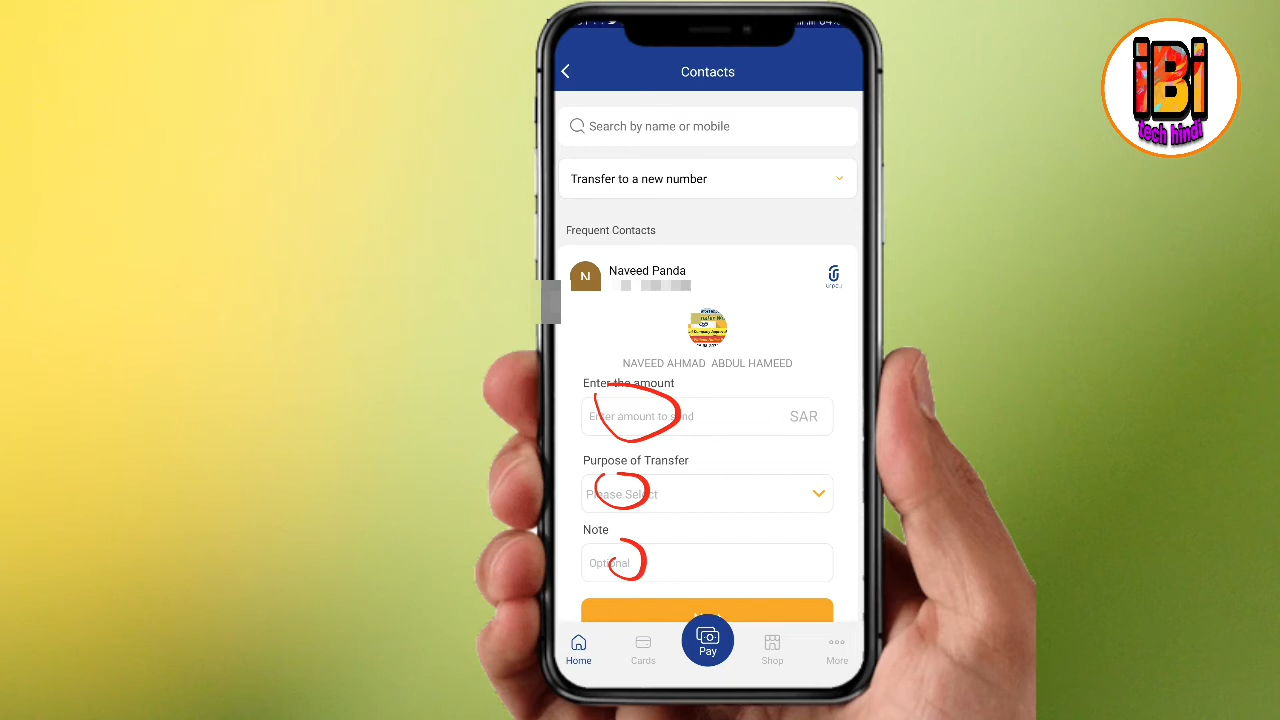 64%
Contacts
Search by name or mobile
Transfer to a new number
Frequent Contacts
N
Naveed Panda
urpay
NAVEED AHMAD ABDUL HAMEED
Enter the amount
Enter amount to send
SAR
Purpose of Transfer
Please Select
Note
Optional
Home
Cards
Pay
Shop
More
iBi
tech hindi